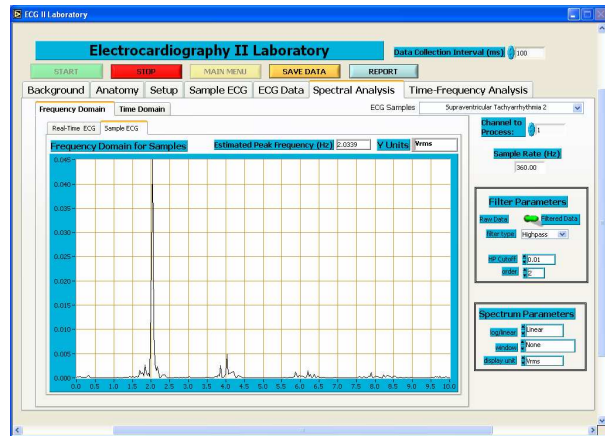 ECG II Laboratory
Electrocardiography II Laboratory
Data Collection Interval (ms) 100
START STOP MAIN MENU SAVE DATA REPORT
Background Anatomy Setup Sample ECG ECG Data Spectral Analysis Time-Frequency Analysis
Frequency Domain Time Domain
ECG Samples Supraventricular Tachyarrhythmia 2
Real-Time ECG Sample ECG
Channel to Process: 1
Frequency Domain for Samples
Estimated Peak Frequency (Hz) 2.0339 Y Units Vrms
Sample Rate (Hz)
360.00
0.045
0.040
0.035
0.030
0.025
0.020
0.015
0.010
0.005
0.000
0.0 0.5 1.0 1.5 2.0 2.5 3.0 3.5 4.0 4.5 5.0 5.5 6.0 6.5 7.0 7.5 8.0 8.5 9.0 9.5 10.0
Filter Parameters
Raw Data Filtered Data
filter type Highpass
HP Cutoff 0.01
order 2
Spectrum Parameters
log/linear Linear
window None
display unit Vrms